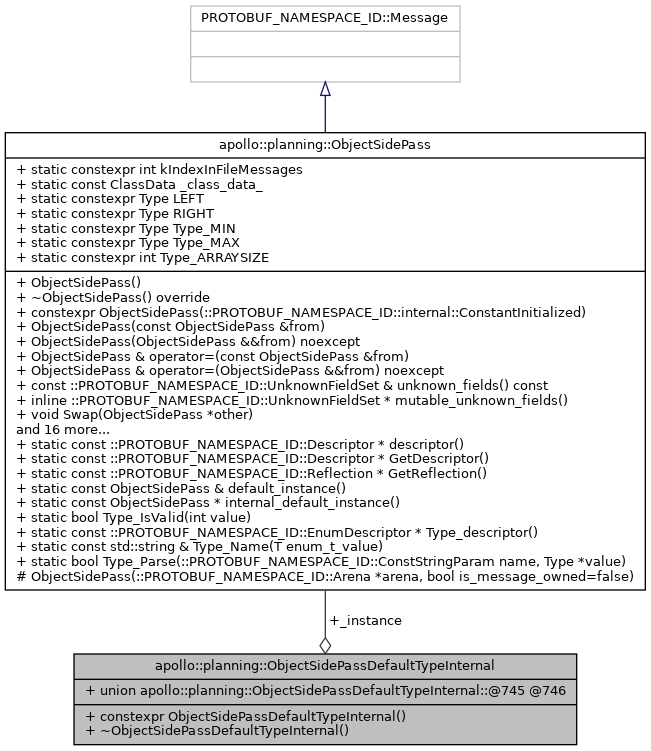 PROTOBUF_NAMESPACE_ID::Message
apollo::planning::ObjectSidePass
+ static constexpr int kIndexInFileMessages
+ static const ClassData _class_data_
+ static constexpr Type LEFT
+ static constexpr Type RIGHT
+ static constexpr Type Type_MIN
+ static constexpr Type Type_MAX
+ static constexpr int Type_ARRAYSIZE
+ ObjectSidePass()
+ ~ObjectSidePass() override
+ constexpr ObjectSidePass(::PROTOBUF_NAMESPACE_ID::internal::ConstantInitialized)
+ ObjectSidePass(const ObjectSidePass &from)
+ ObjectSidePass(ObjectSidePass &&from) noexcept
+ ObjectSidePass & operator=(const ObjectSidePass &from)
+ ObjectSidePass & operator=(ObjectSidePass &&from) noexcept
+ const ::PROTOBUF_NAMESPACE_ID::UnknownFieldSet & unknown_fields() const
+ inline ::PROTOBUF_NAMESPACE_ID::UnknownFieldSet * mutable_unknown_fields()
+ void Swap(ObjectSidePass *other)
and 16 more...
+ static const ::PROTOBUF_NAMESPACE_ID::Descriptor * descriptor()
+ static const ::PROTOBUF_NAMESPACE_ID::Descriptor * GetDescriptor()
+ static const ::PROTOBUF_NAMESPACE_ID::Reflection * GetReflection()
+ static const ObjectSidePass & default_instance()
+ static const ObjectSidePass * internal_default_instance()
+ static bool Type_IsValid(int value)
+ static const ::PROTOBUF_NAMESPACE_ID::EnumDescriptor * Type_descriptor()
+ static const std::string & Type_Name(T enum_t_value)
+ static bool Type_Parse(::PROTOBUF_NAMESPACE_ID::ConstStringParam name, Type *value)
# ObjectSidePass(::PROTOBUF_NAMESPACE_ID::Arena *arena, bool is_message_owned=false)
+_instance
apollo::planning::ObjectSidePassDefaultTypeInternal
+ union apollo::planning::ObjectSidePassDefaultTypeInternal::@745 @746
+ constexpr ObjectSidePassDefaultTypeInternal()
+ ~ObjectSidePassDefaultTypeInternal()